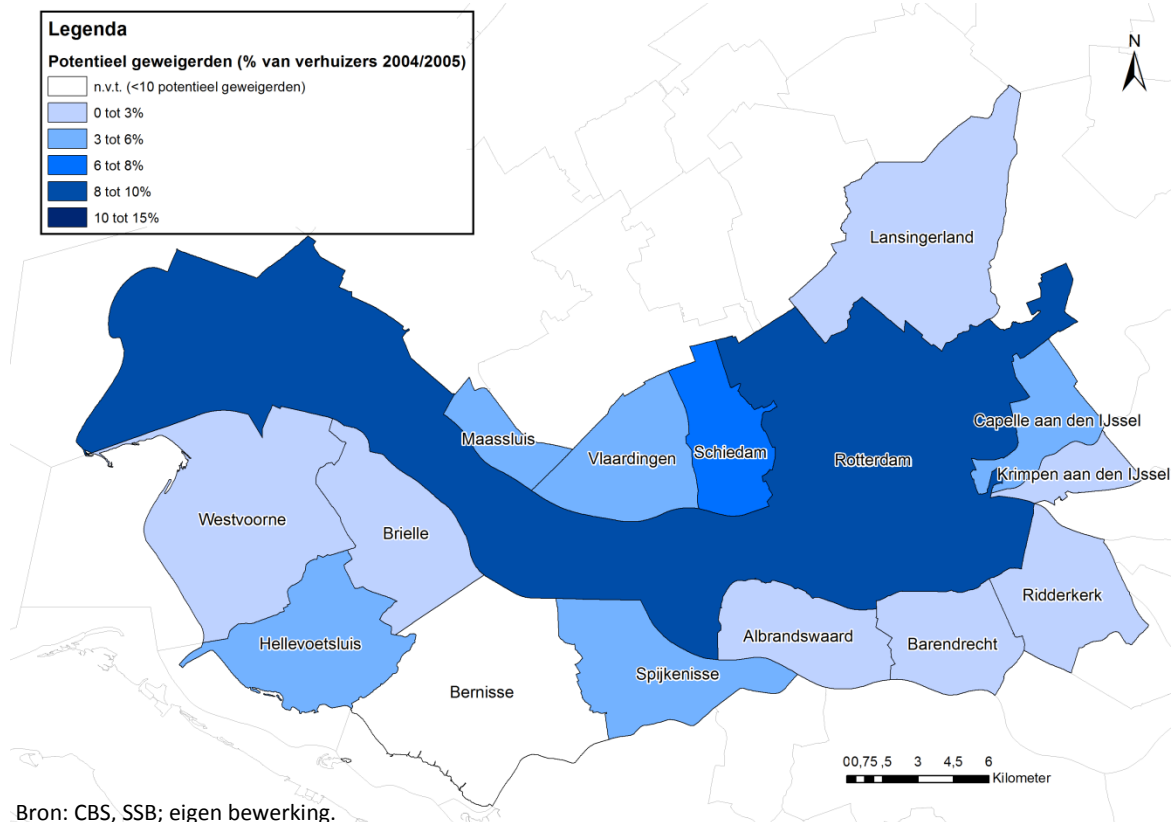 Legenda
Potentieel geweigerden (% van verhuizers 2004/2005)
n.v.t. (<10 potentieel geweigerden)
0 tot 3%
3 tot 6%
6 tot 8%
8 tot 10%
10 tot 15%
N
Lansingerland
Capelle aan den IJssel
Maassluis
Vlaardingen
Schiedam
Rotterdam
Krimpen aan den IJssel
Westvoorne
Brielle
Ridderkerk
Hellevoetsluis
Albrandswaard
Barendrecht
Spijkenisse
Bernisse
00,751,5 3 4,5 6
Kilometer
Bron: CBS, SSB; eigen bewerking.